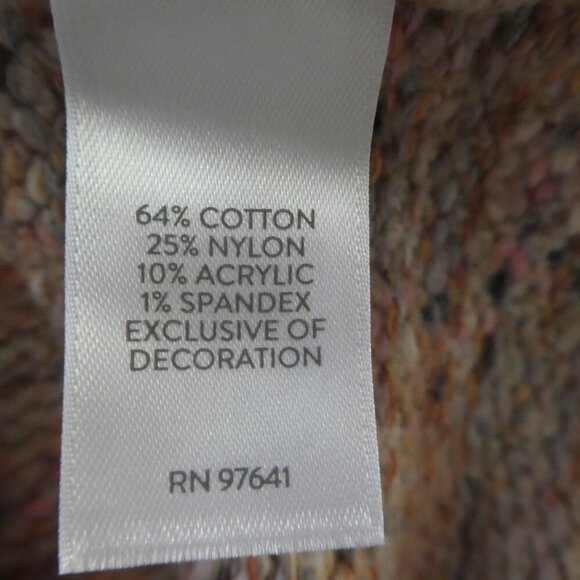 64% COTTON
25% NYLON
10% ACRYLIC
1% SPANDEX
EXCLUSIVE OF
DECORATION
RN 97641